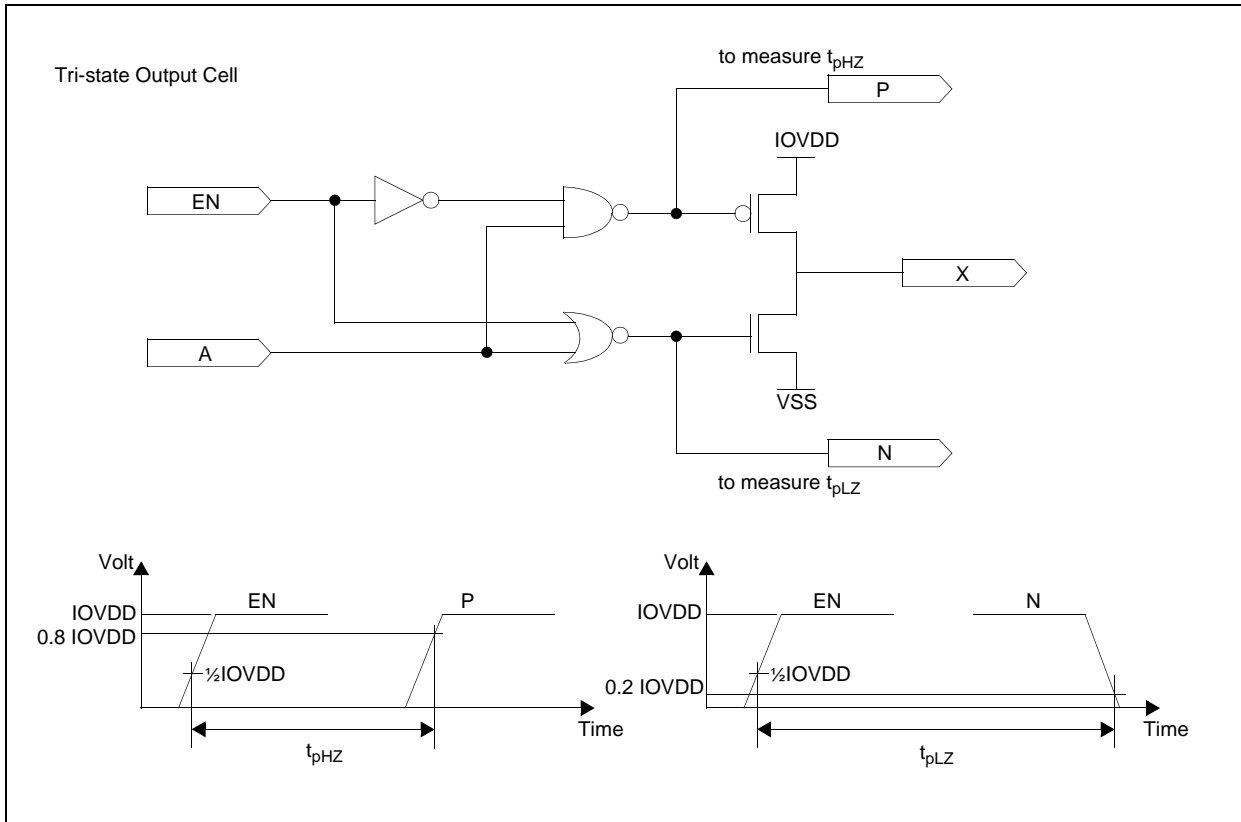 Tri-state Output Cell
to measure tpHZ
P
IOVDD
EN
X
A
VSS
N
to measure tpLZ
Volt
IOVDD
EN
P
0.8 IOVDD
½IOVDD
Time
tpHZ
Volt
IOVDD
EN
N
½IOVDD
0.2 IOVDD
Time
tpLZ